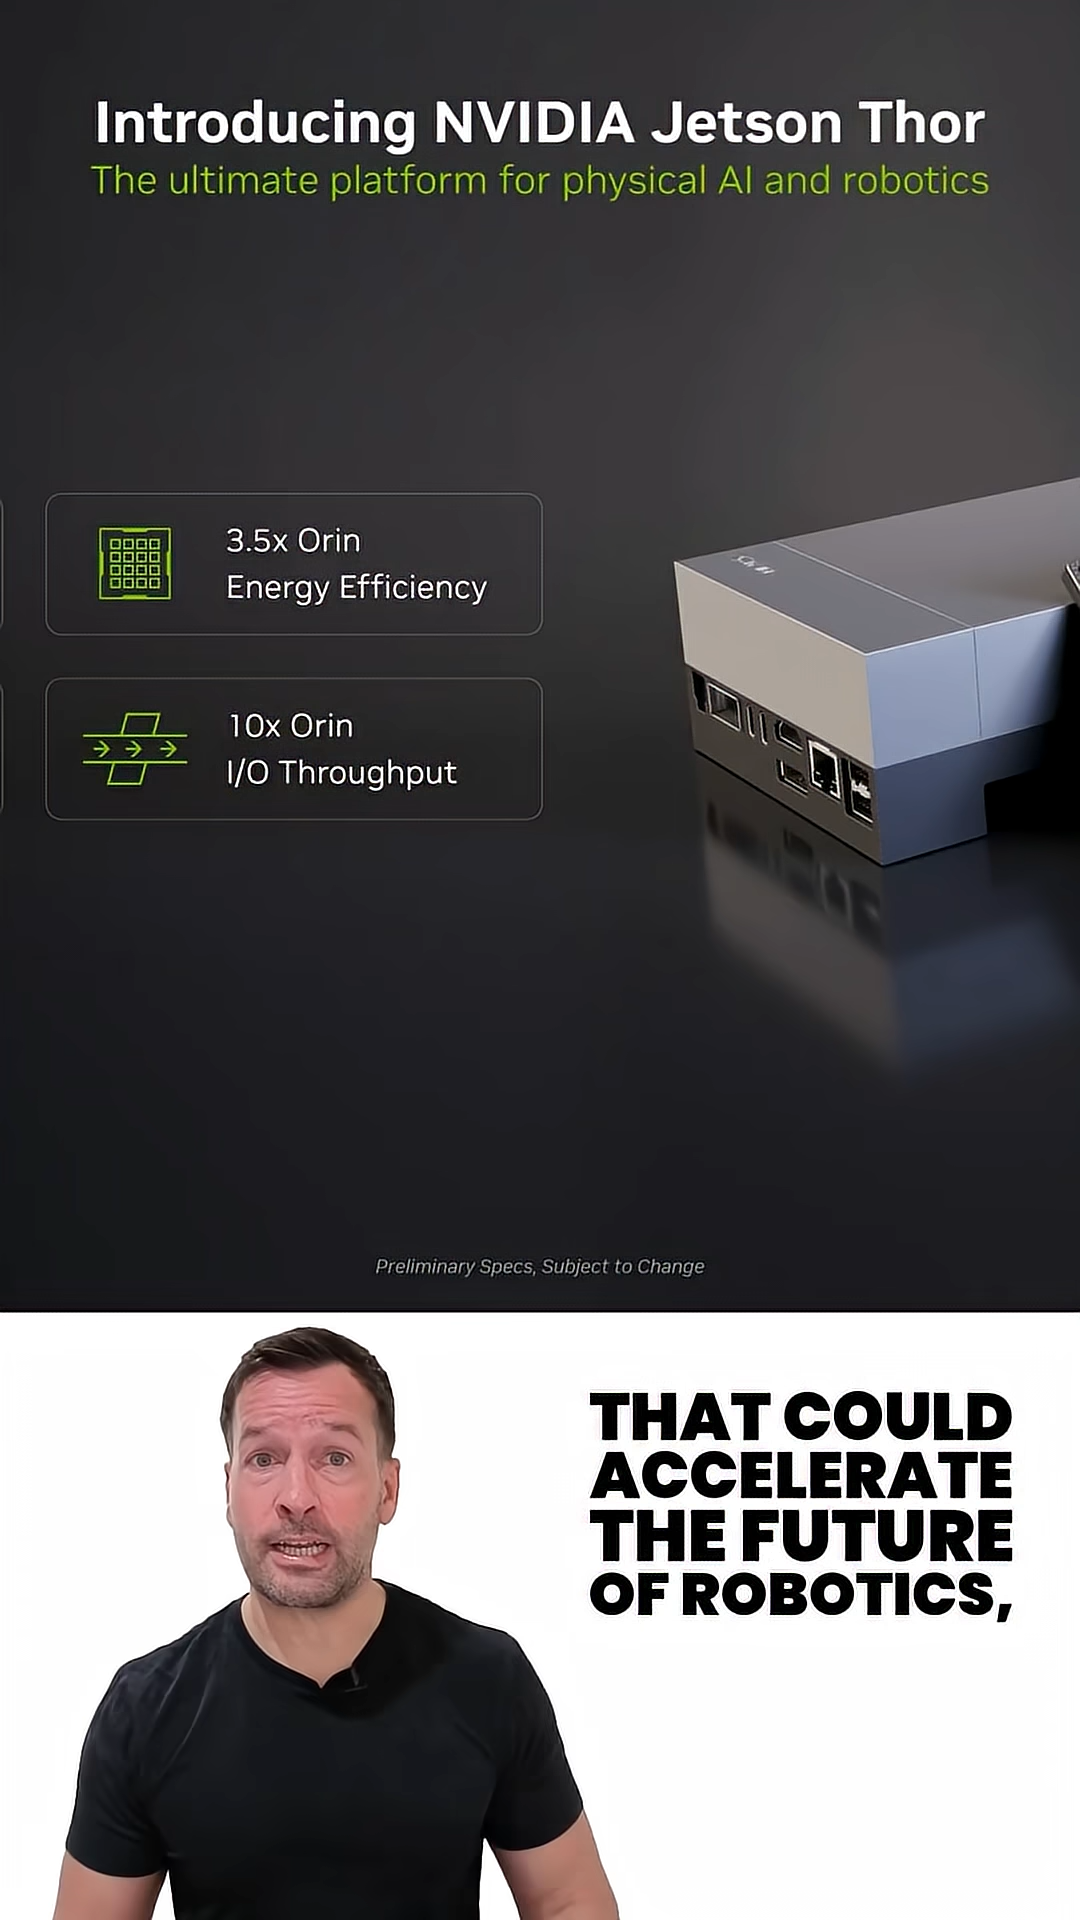 Introducing NVIDIA Jetson Thor
The ultimate platform for physical AI and robotics
3.5x Orin
Energy Efficiency
10x Orin
I/O Throughput
Preliminary Specs, Subject to Change
THAT COULD
ACCELERATE
THE FUTURE
OF ROBOTICS,